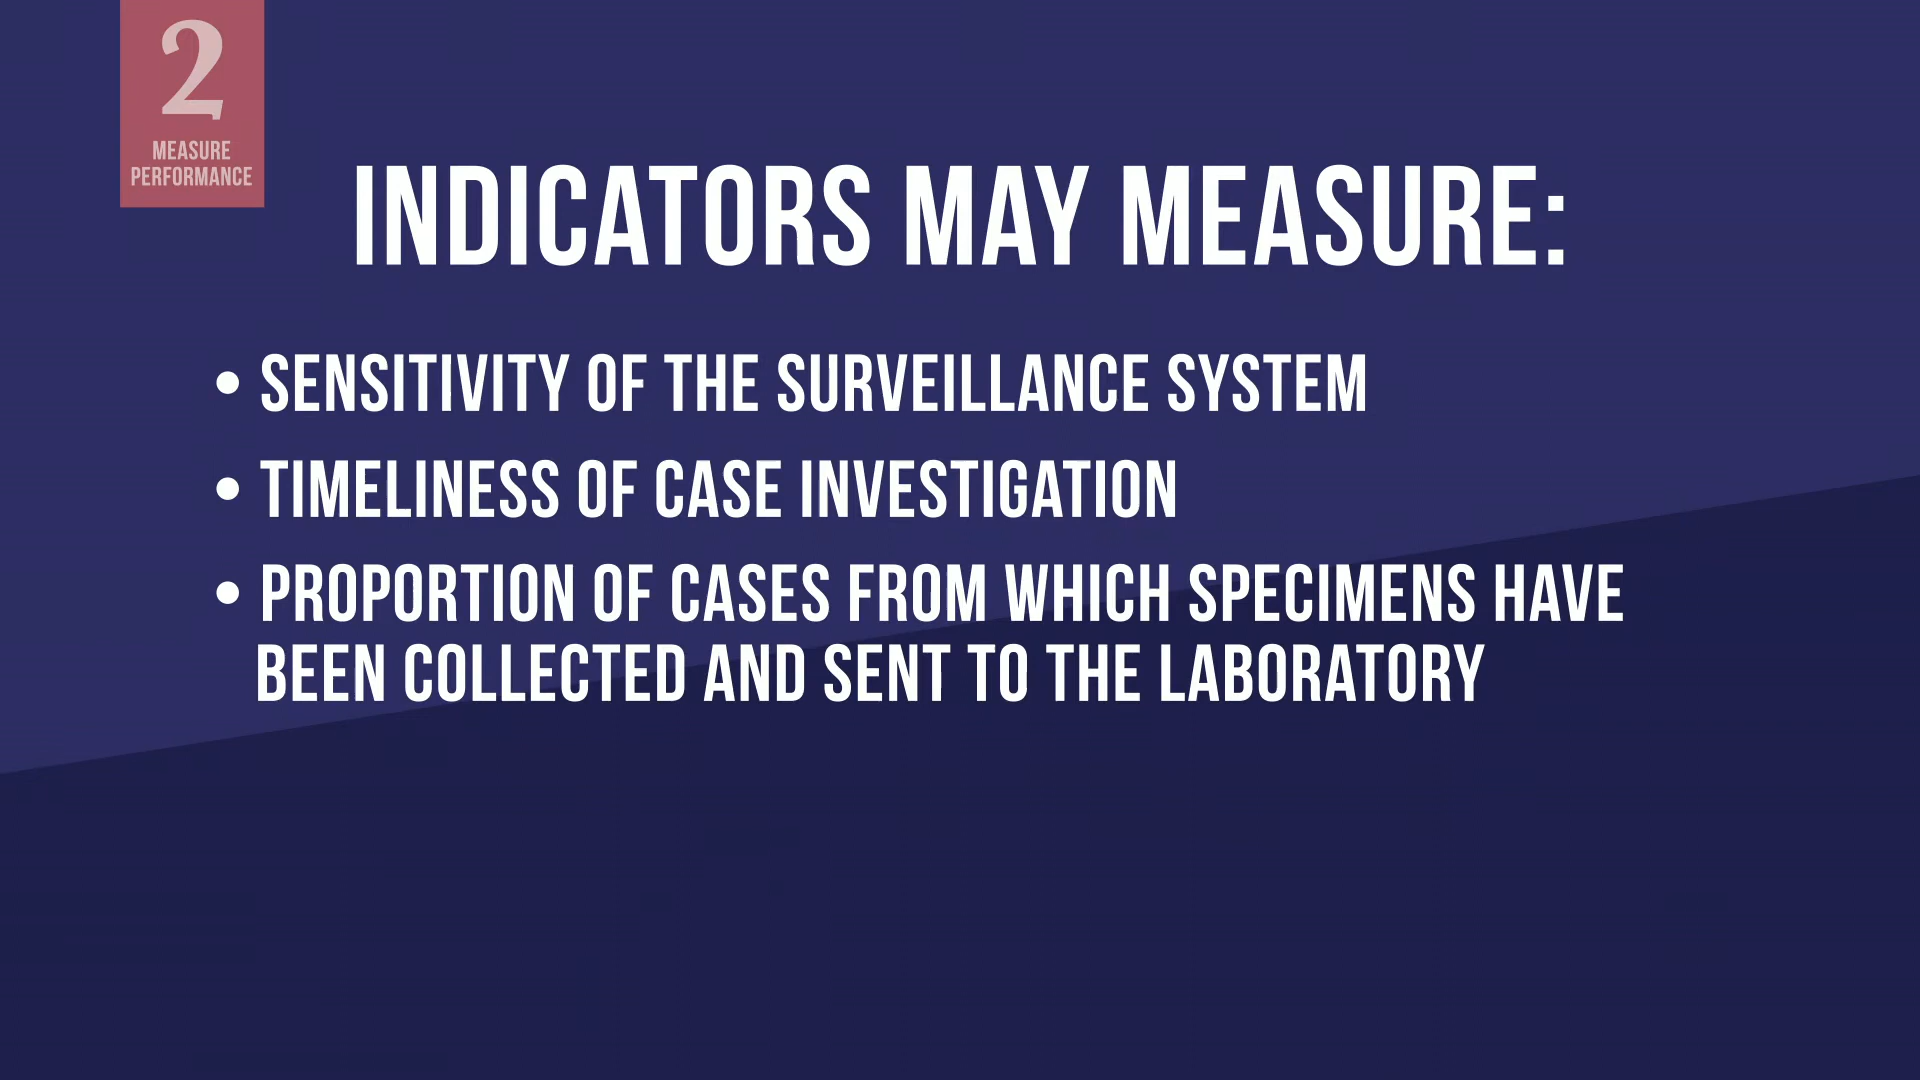 2
MEASURE
PERFORMANCE
INDICATORS MAY MEASURE:
• SENSITIVITY OF THE SURVEILLANCE SYSTEM
• TIMELINESS OF CASE INVESTIGATION
• PROPORTION OF CASES FROM WHICH SPECIMENS HAVE
BEEN COLLECTED AND SENT TO THE LABORATORY